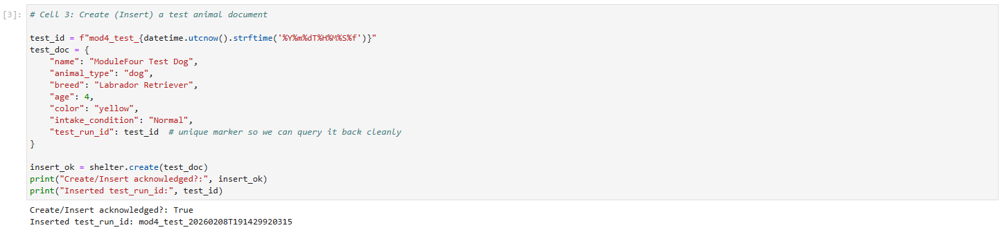 [3]: # Cell 3: Create (Insert) a test animal document
test_id = f"mod4_test_{datetime.utcnow().strftime('%Y%m%dT%H%M%S%f')}"
test_doc = {
    "name": "ModuleFour Test Dog",
    "animal_type": "dog",
    "breed": "Labrador Retriever",
    "age": 4,
    "color": "yellow",
    "intake_condition": "Normal",
    "test_run_id": test_id  # unique marker so we can query it back cleanly
}
insert_ok = shelter.create(test_doc)
print("Create/Insert acknowledged?:", insert_ok)
print("Inserted test_run_id:", test_id)
Create/Insert acknowledged?: True
Inserted test_run_id: mod4_test_20260208T191429920315